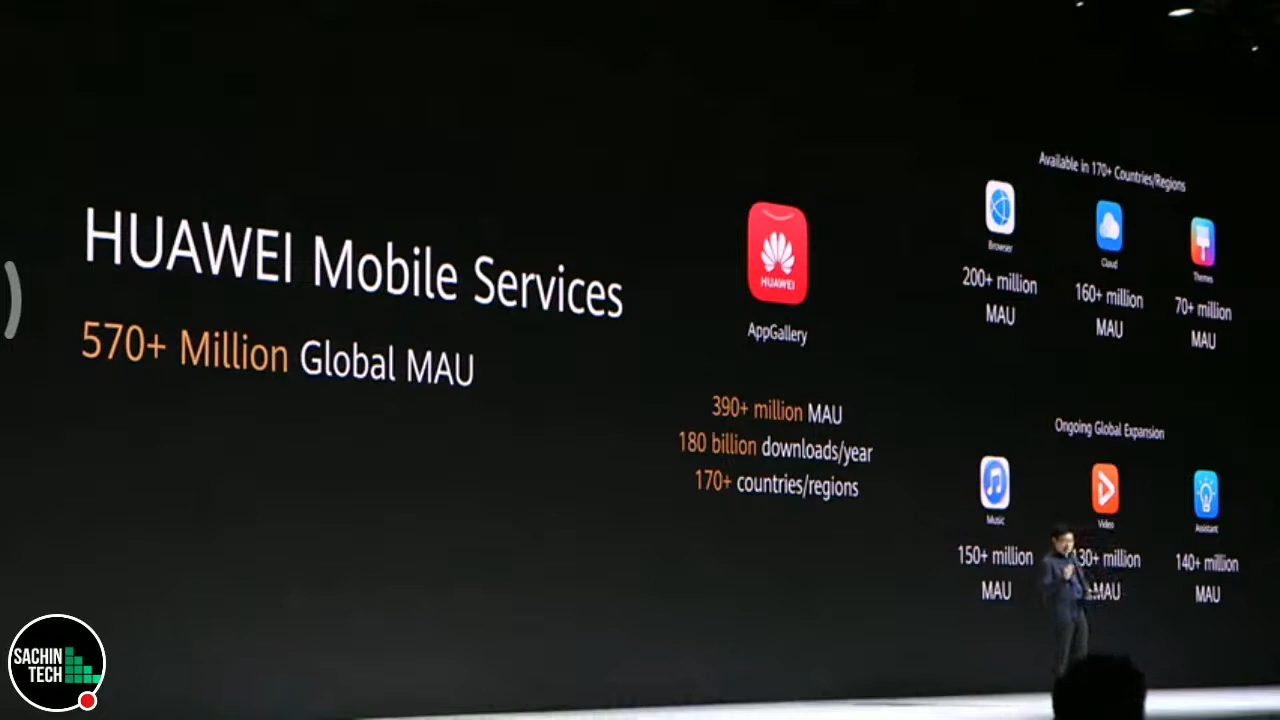 HUAWEI Mobile Services
570+ Million Global MAU
HUAWEI
AppGallery
390+ million MAU
180 billion downloads/year
170+ countries/regions
Available in 170+ Countries/Regions
Browser
200+ million
MAU
Cloud
160+ million
MAU
Themes
70+ million
MAU
Ongoing Global Expansion
Music
150+ million
MAU
Video
30+ million
MAU
Assistant
140+ million
MAU
SACHIN
TECH